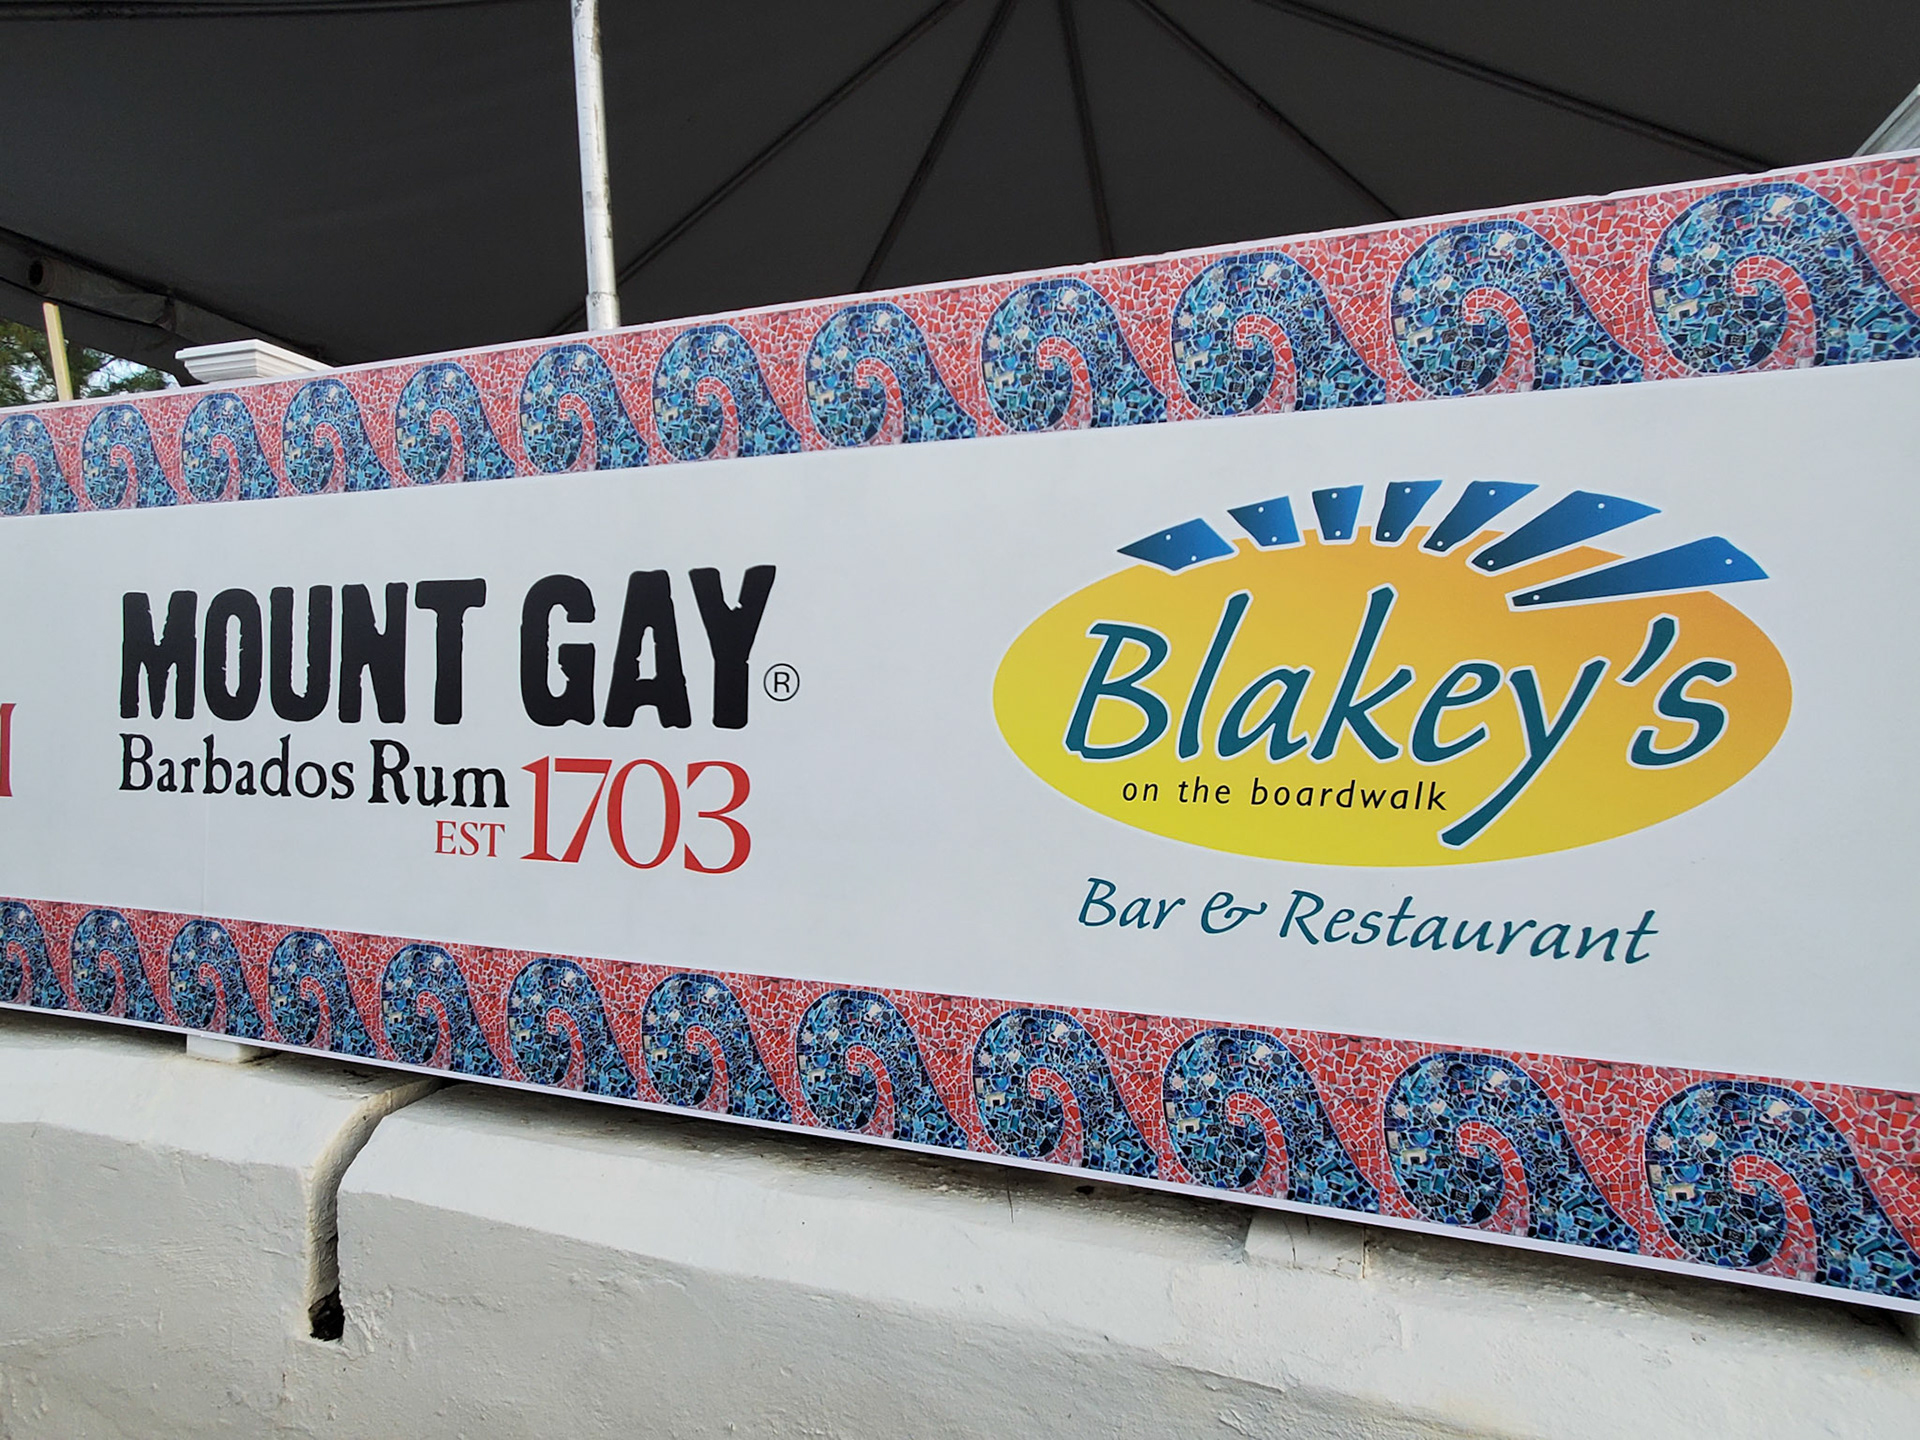 MOUNT GAY®
Barbados Rum
EST 1703
Blakey's
on the boardwalk
Bar & Restaurant